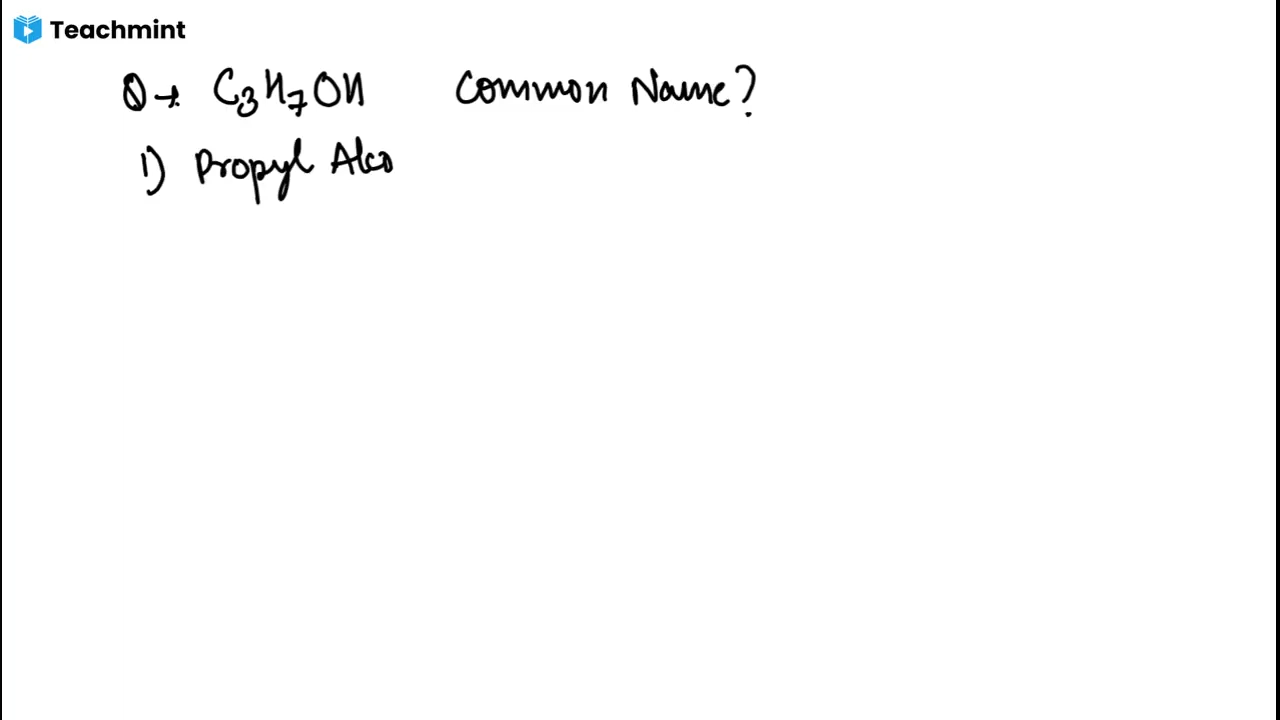 Teachmint
Q→ C₃H₇OH Common Name?
1) Propyl Alco